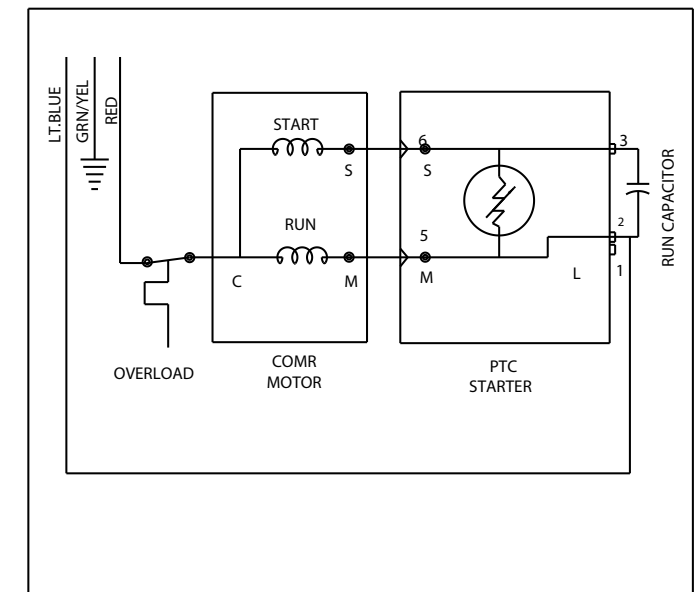 LT.BLUE
GRN/YEL
RED
START
S
6
S
3
RUN
C
M
5
M
L
2
1
RUN CAPACITOR
OVERLOAD
COMR
MOTOR
PTC
STARTER